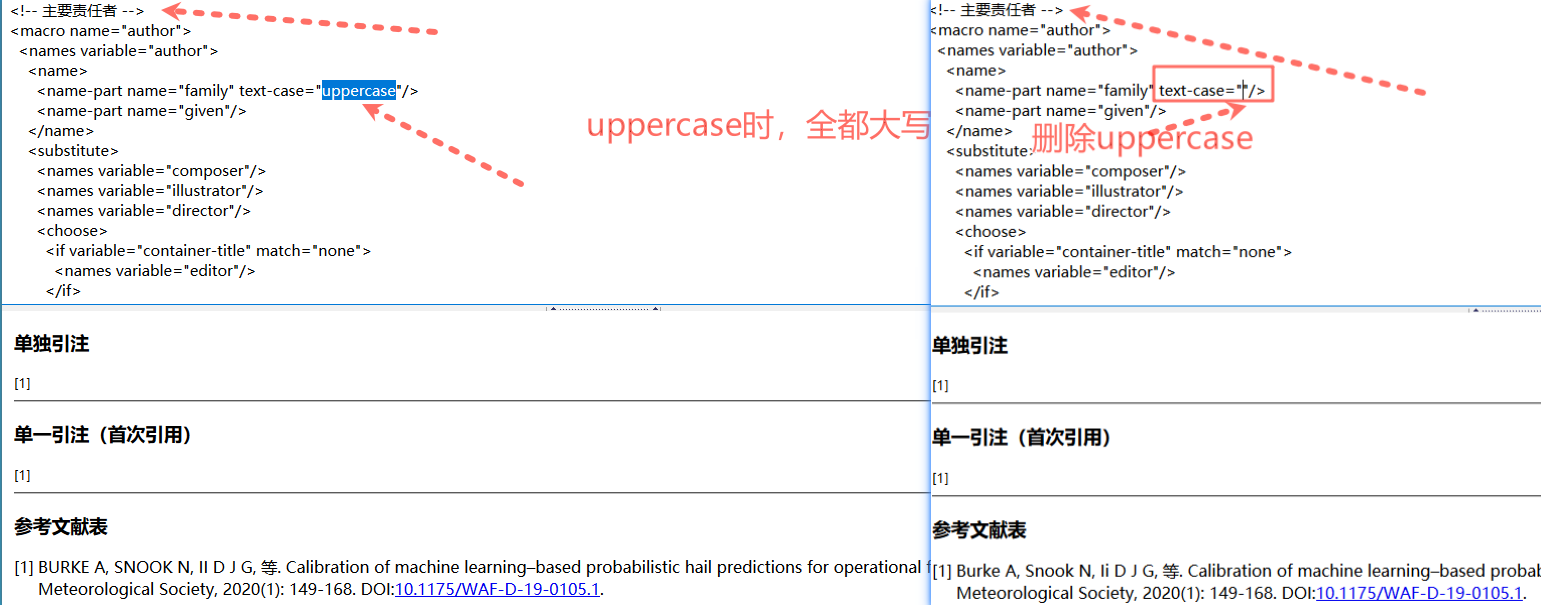 <!-- 主要责任者 -->
<macro name="author">
<names variable="author">
<name>
<name-part name="family" text-case="uppercase"/>
<name-part name="given"/>
</name>
<substitute>
<names variable="composer"/>
<names variable="illustrator"/>
<names variable="director"/>
<choose>
<if variable="container-title" match="none">
<names variable="editor"/>
</if>
uppercase时，全都大写
单独引注
[1]
单一引注（首次引用）
[1]
参考文献表
[1] BURKE A, SNOOK N, II D J G, 等. Calibration of machine learning–based probabilistic hail predictions for operational
Meteorological Society, 2020(1): 149-168. DOI:10.1175/WAF-D-19-0105.1.
<!-- 主要责任者 -->
<macro name="author">
<names variable="author">
<name>
<name-part name="family" text-case=""/>
<name-part name="given"/>
</name>
删除uppercase
<substitute
<names variable="composer"/>
<names variable="illustrator"/>
<names variable="director"/>
<choose>
<if variable="container-title" match="none">
<names variable="editor"/>
</if>
单独引注
[1]
单一引注（首次引用）
[1]
参考文献表
[1] Burke A, Snook N, Ii D J G, 等. Calibration of machine learning–based probab
Meteorological Society, 2020(1): 149-168. DOI:10.1175/WAF-D-19-0105.1.